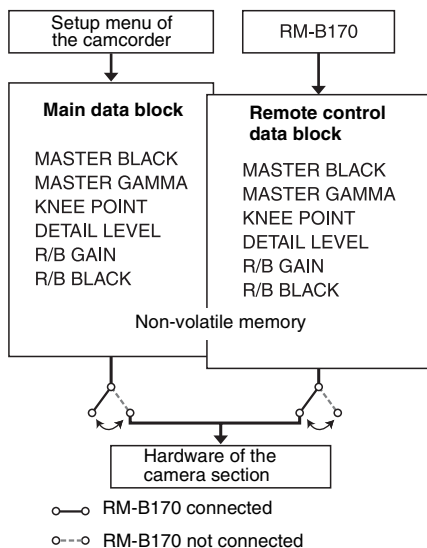 Setup menu of
the camcorder
RM-B170
Main data block
MASTER BLACK
MASTER GAMMA
KNEE POINT
DETAIL LEVEL
R/B GAIN
R/B BLACK
Remote control
data block
MASTER BLACK
MASTER GAMMA
KNEE POINT
DETAIL LEVEL
R/B GAIN
R/B BLACK
Non-volatile memory
Hardware of the
camera section
RM-B170 connected
RM-B170 not connected